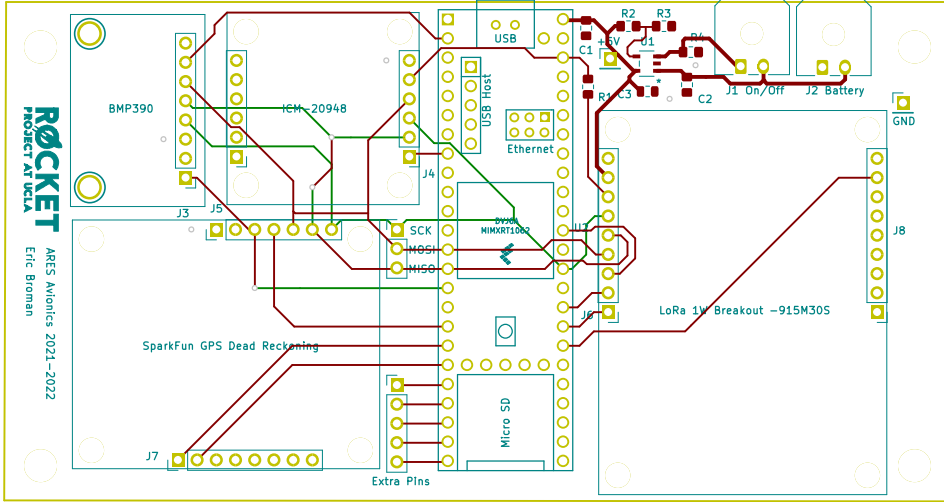 R2
R3
USB
C1
+5V
U1
R4
BMP390
ICM-20948
USB Host
J1 On/Off
J2 Battery
R1
C3
*
C2
GND
Ethernet
RØCKET
PROJECT AT UCLA
J4
J3
J5
SCK
MOSI
MISO
MIMXRT1062
U2
J8
ARES Avionics 2021-2022
Eric Broman
J6
LoRa 1W Breakout -915M30S
SparkFun GPS Dead Reckoning
Micro SD
J7
Extra Pins